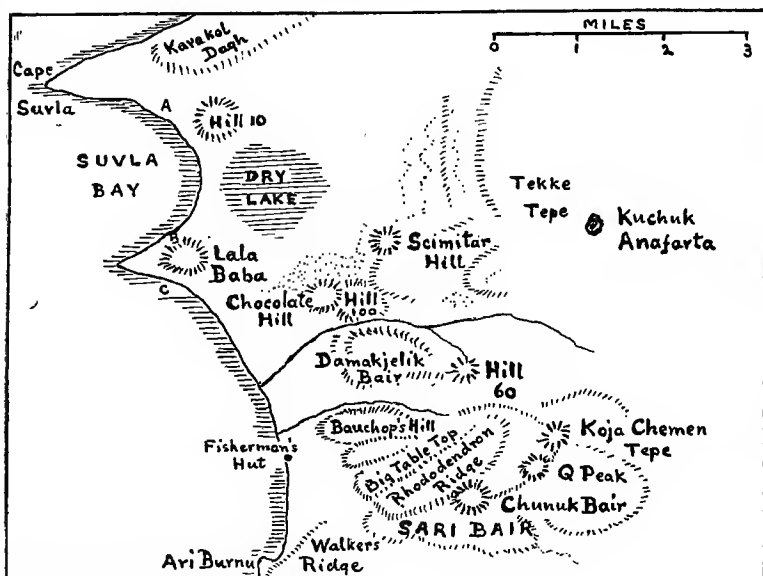 MILES
0 1 2 3
Karakol
Dagh
Cape
Suvla
A
Hill 10
SUVLA
BAY
DRY
LAKE
Tekke
Tepe
Kuchuk
Anafarta
B
Lala
Baba
Scimitar
Hill
C
Chocolate
Hill
Hill
100
Damakjelik
Bair
Hill
60
Bauchop's Hill
Koja Chemen
Tepe
Fisherman's
Hut
Big Table Top
Rhododendron
Ridge
Q Peak
Chunuk Bair
SARI BAIR
Ari Burnu
Walkers
Ridge